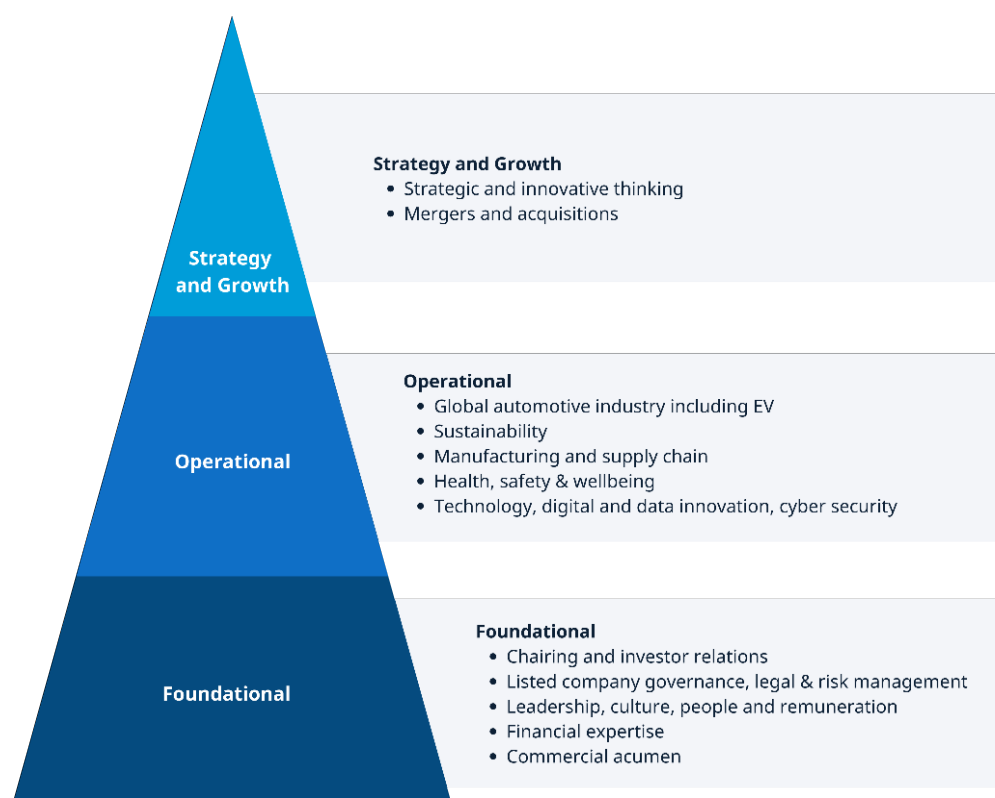 Strategy and Growth
• Strategic and innovative thinking
• Mergers and acquisitions
Strategy
and Growth
Operational
• Global automotive industry including EV
• Sustainability
• Manufacturing and supply chain
• Health, safety & wellbeing
• Technology, digital and data innovation, cyber security
Operational
Foundational
• Chairing and investor relations
• Listed company governance, legal & risk management
• Leadership, culture, people and remuneration
• Financial expertise
• Commercial acumen
Foundational